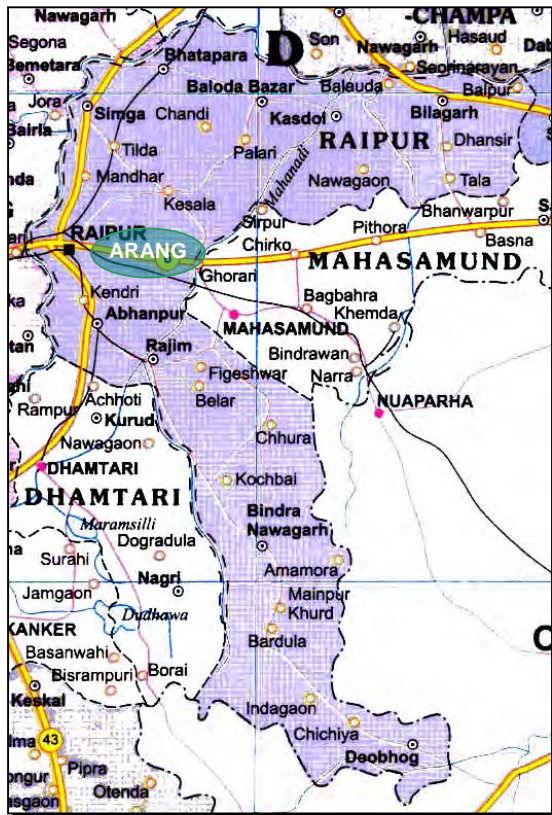 -CHAMPA
Nawagarh
Son
Nawagarh
Hasaud
Segona
D
Bemetara
Bhatapara
Seorinarayan
Baloda Bazar
Baleuda
Balpur
Jora
Simga
Chandi
Kasdol
Bilagarh
Bairla
RAIPUR
Tilda
Palari
Dhansir
Mahanadi
Mandhar
Nawagaon
Tala
Kesala
Bhanwarpur
Sirpur
RAIPUR
Pithora
ARANG
Chirko
Basna
Ghorari
MAHASAMUND
Kendri
Bagbahra
Abhanpur
MAHASAMUND
Khemda
Rajim
Bindrawan
Figeshwar
Narra
Achhoti
Rampur
Belar
NUAPARHA
Kurud
Chhura
Nawagaon
DHAMTARI
Kochbai
DHAMTARI
Bindra
Nawagarh
Maramsilli
Dogradula
Surahi
Amamora
Jamgaon
Nagri
Mainpur
Khurd
Dudhawa
KANKER
Bardula
Basanwahi
Borai
Bisrampuri
Keskal
Indagaon
Chichiya
43
Deobhog
Pipra
Otenda